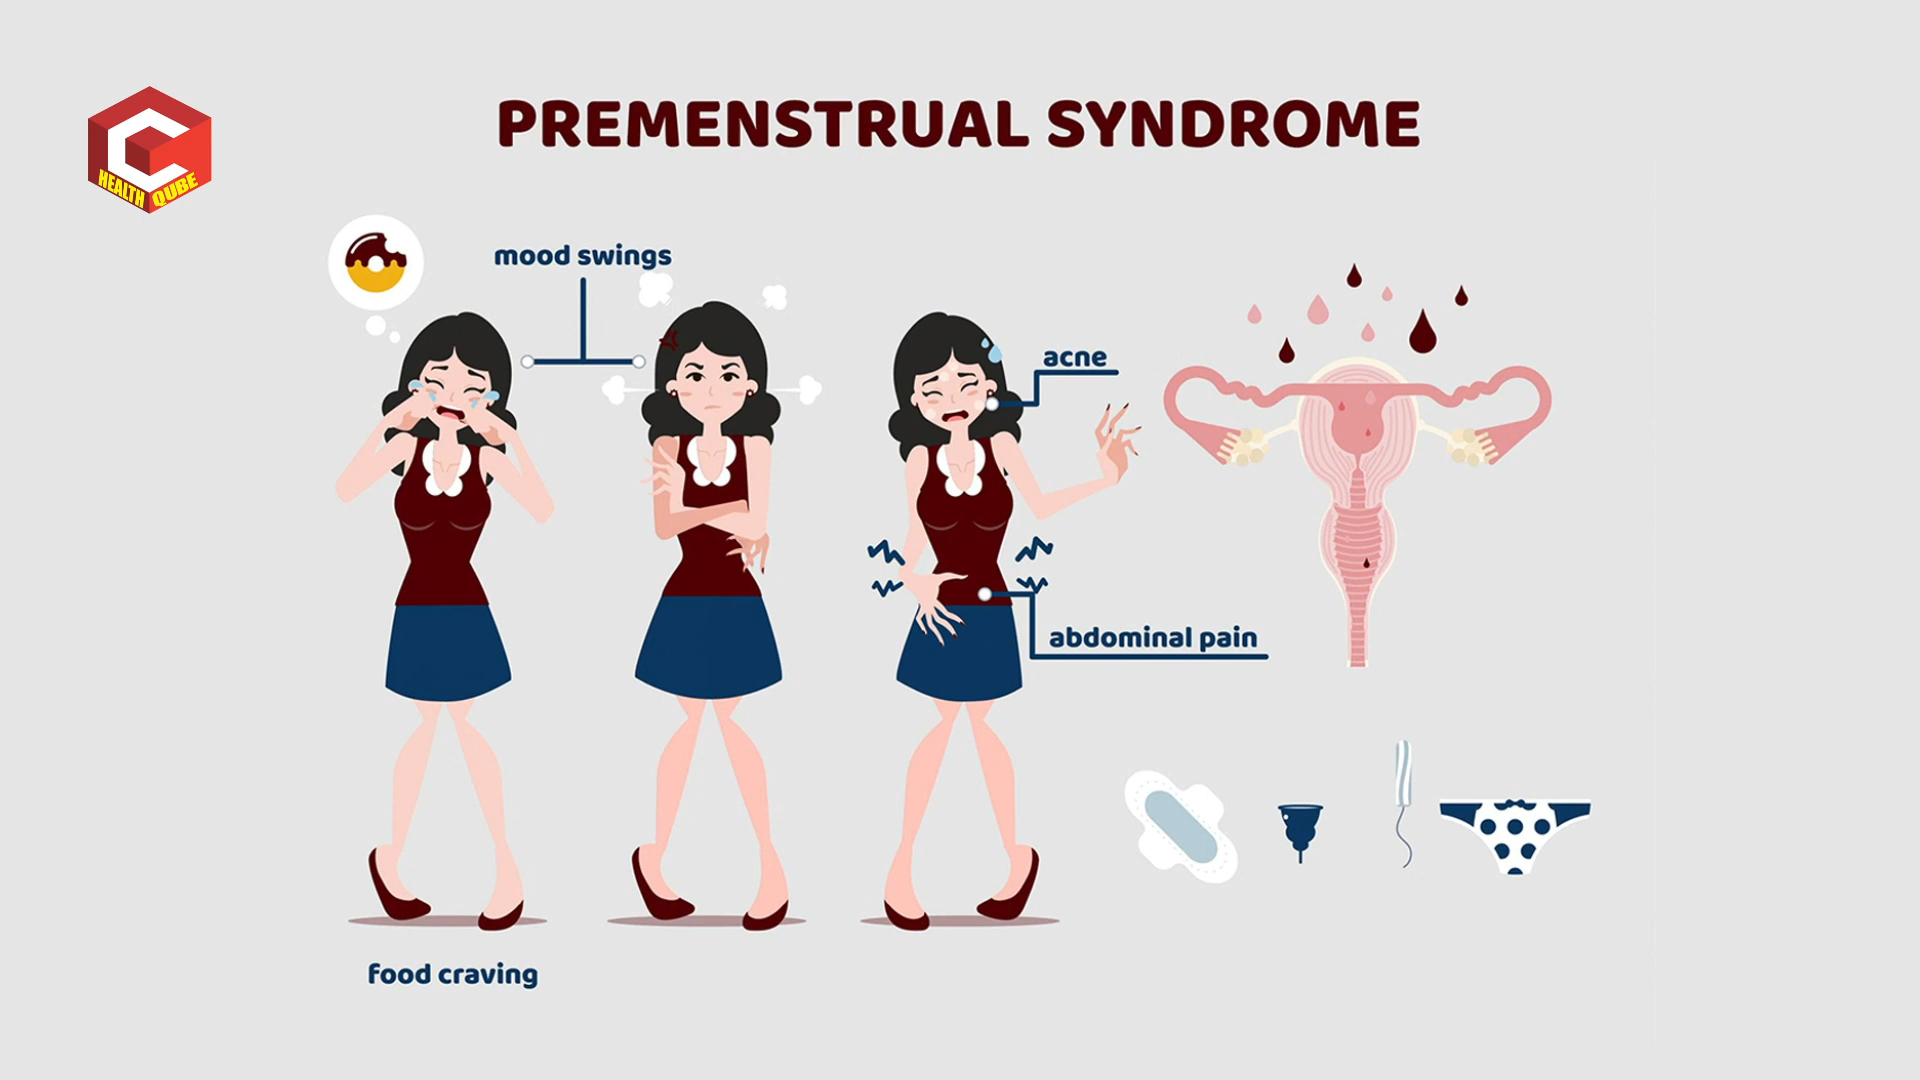 PREMENSTRUAL SYNDROME
HEALTH QUBE
mood swings
acne
abdominal pain
food craving